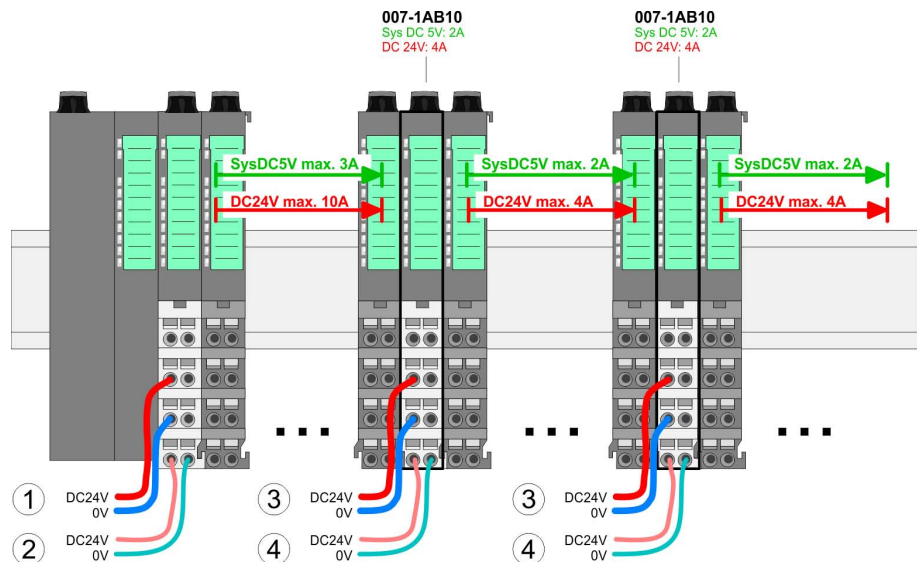 007-1AB10
Sys DC 5V: 2A
DC 24V: 4A
007-1AB10
Sys DC 5V: 2A
DC 24V: 4A
SysDC5V max. 3A
SysDC5V max. 2A
SysDC5V max. 2A
DC24V max. 10A
DC24V max. 4A
DC24V max. 4A
1
DC24V
0V
3
DC24V
0V
3
DC24V
0V
2
DC24V
0V
4
DC24V
0V
4
DC24V
0V